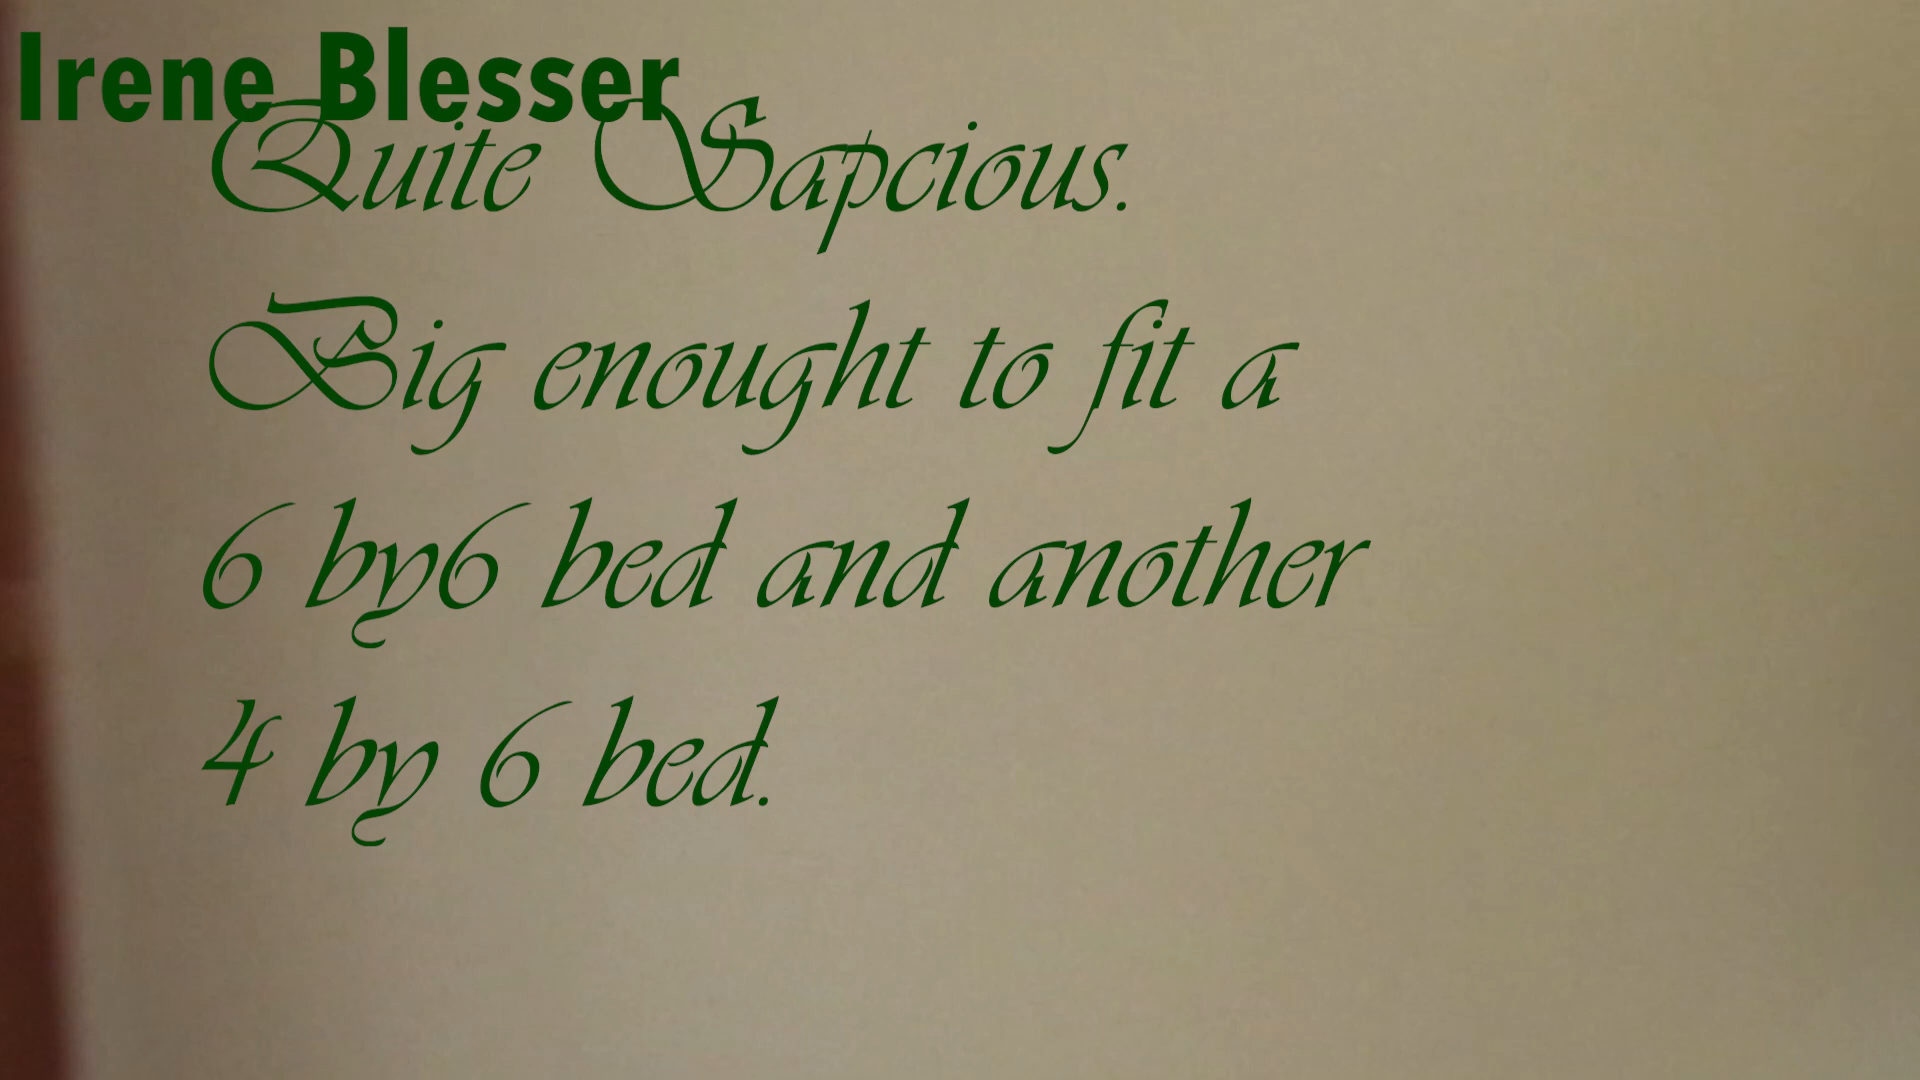 Irene Blesser
Quite Sapcious.
Big enought to fit a
6 by6 bed and another
4 by 6 bed.